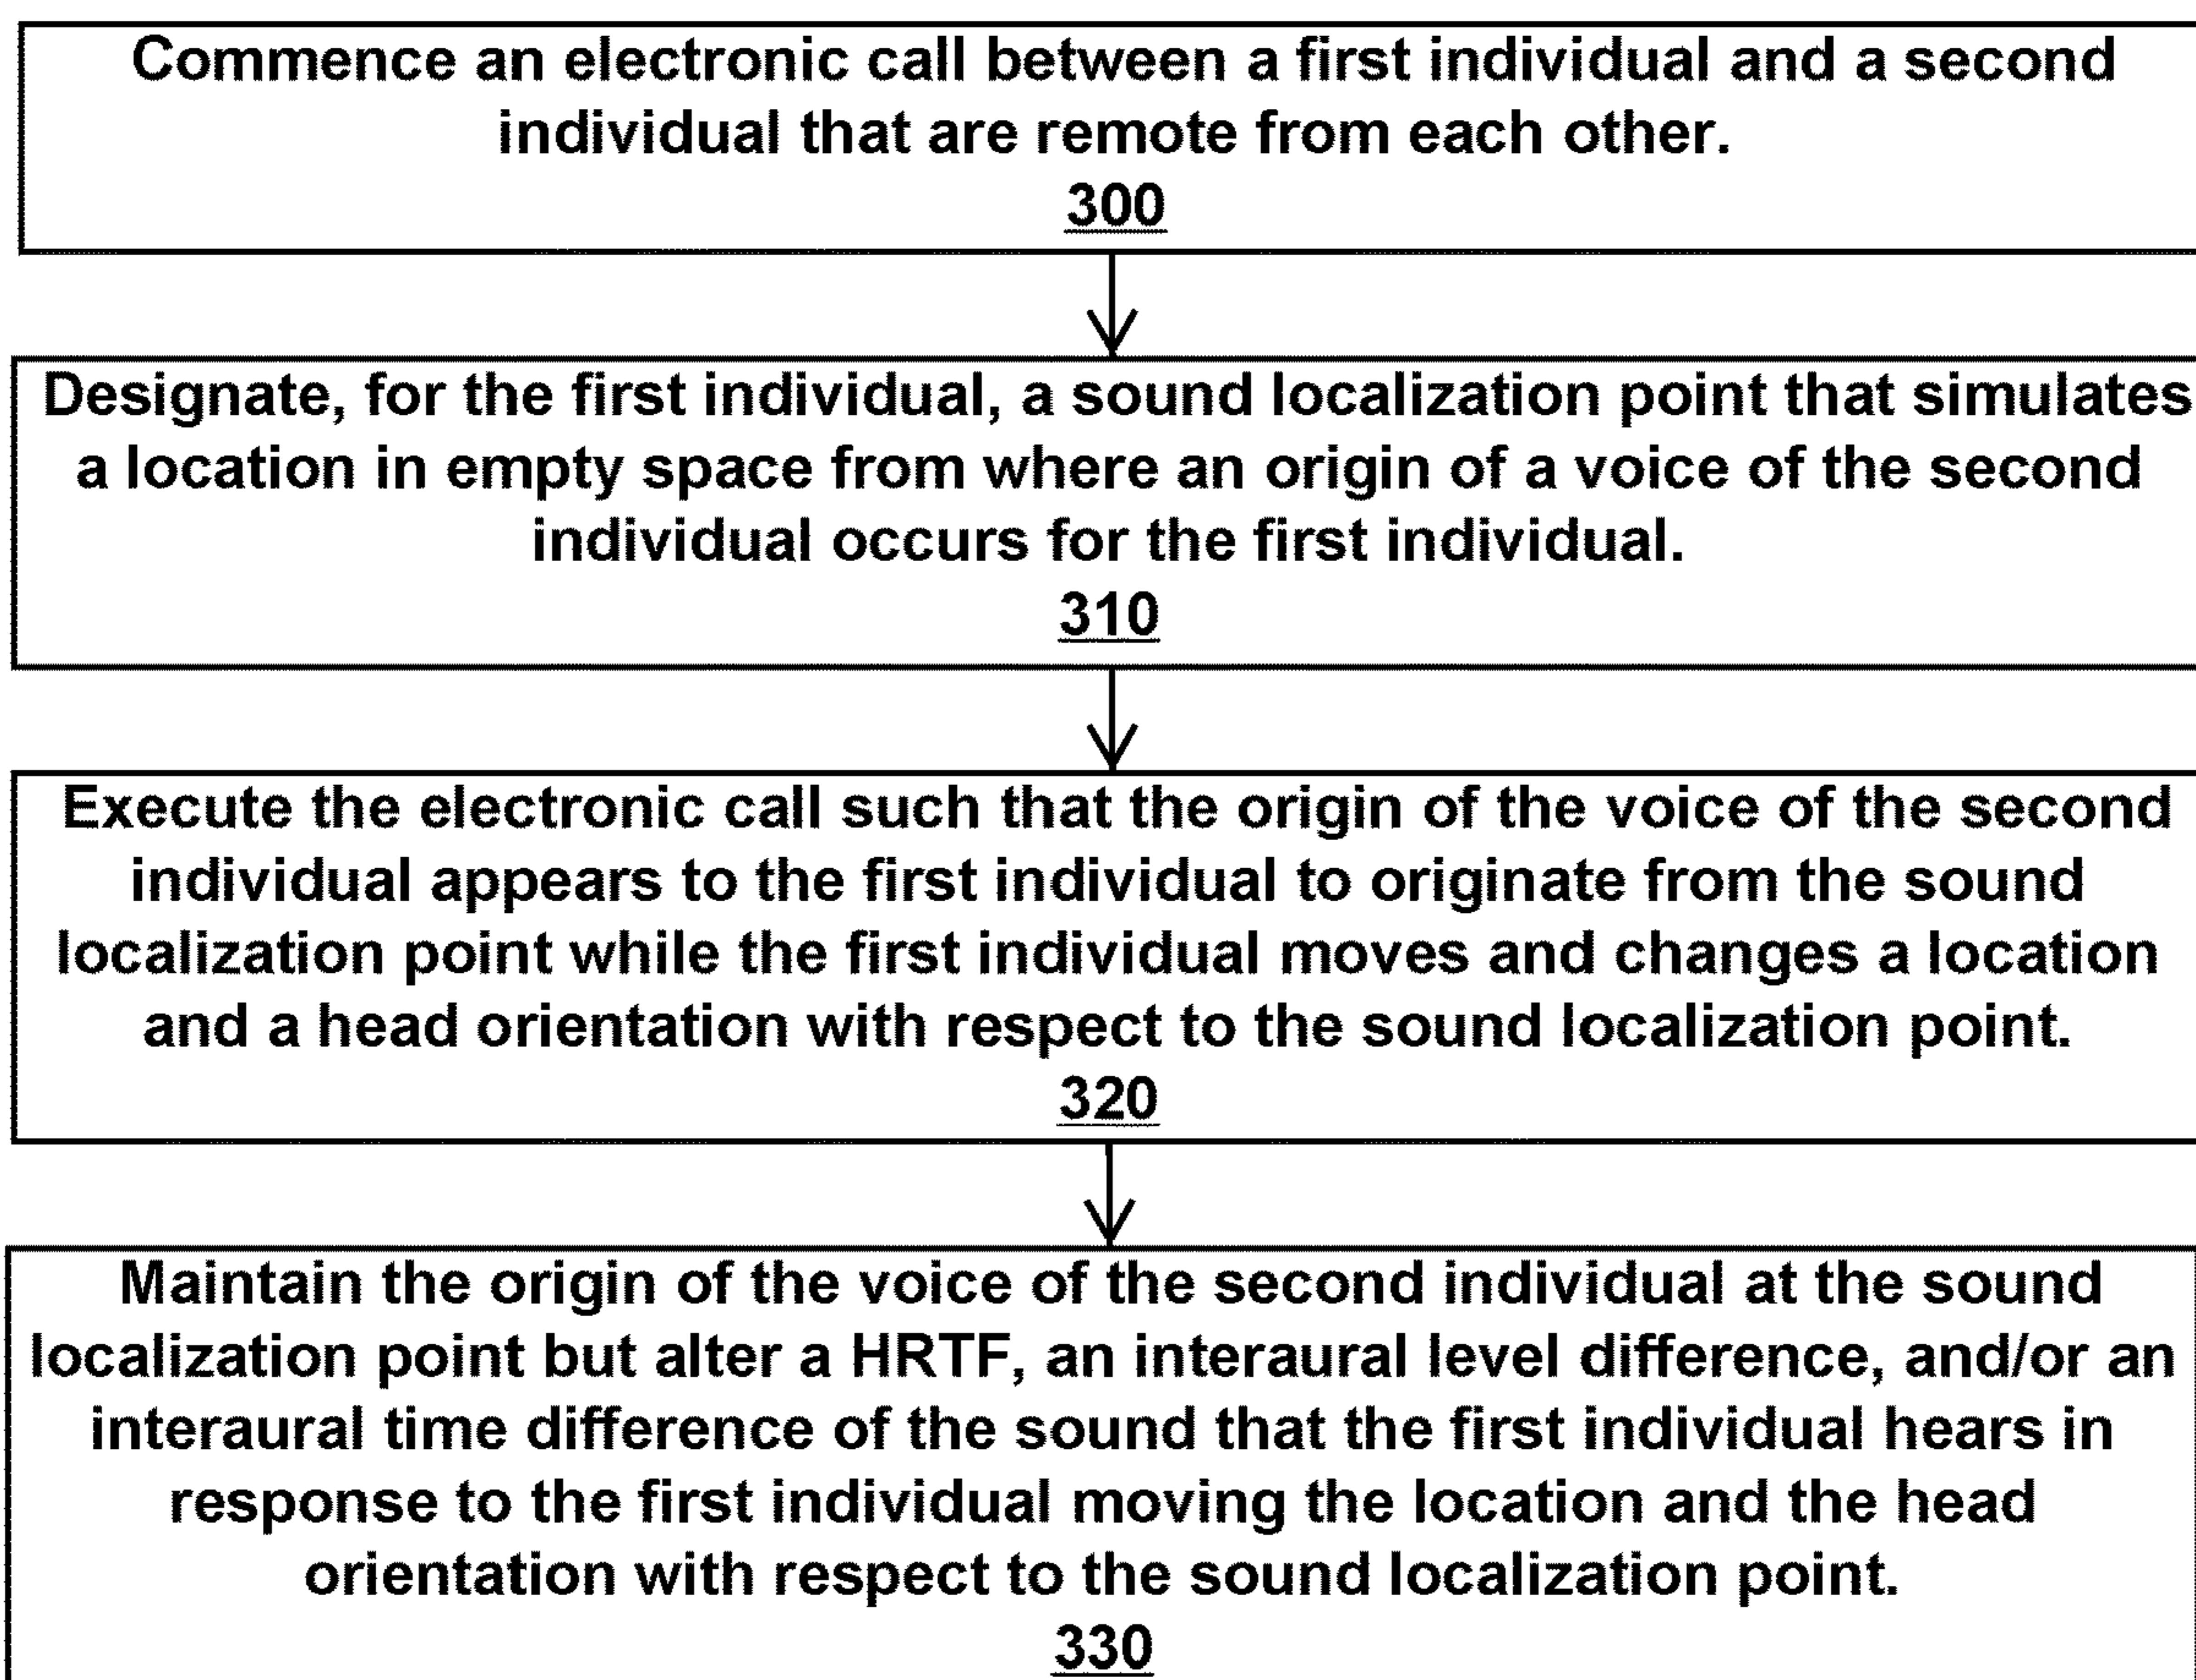 Commence an electronic call between a first individual and a second
individual that are remote from each other.
300
Designate, for the first individual, a sound localization point that simulates
a location in empty space from where an origin of a voice of the second
individual occurs for the first individual.
310
Execute the electronic call such that the origin of the voice of the second
individual appears to the first individual to originate from the sound
localization point while the first individual moves and changes a location
and a head orientation with respect to the sound localization point.
320
Maintain the origin of the voice of the second individual at the sound
localization point but alter a HRTF, an interaural level difference, and/or an
interaural time difference of the sound that the first individual hears in
response to the first individual moving the location and the head
orientation with respect to the sound localization point.
330